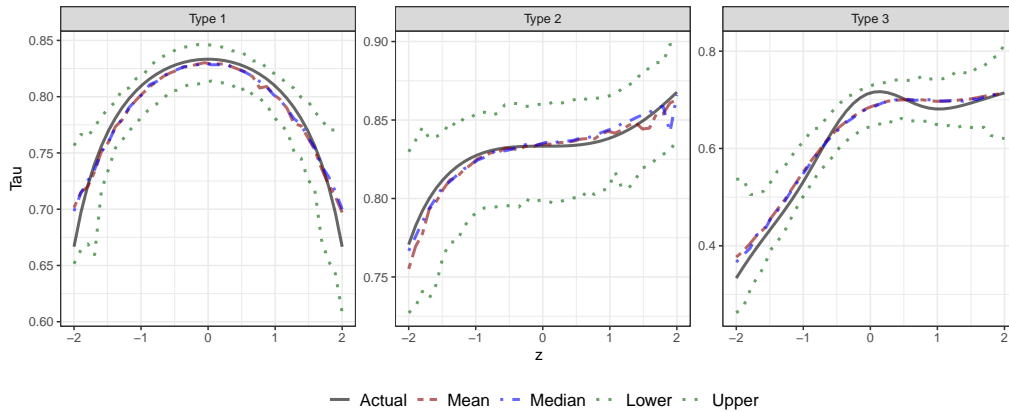 Type 1
Type 2
Type 3
Tau
0.85
0.80
0.75
0.70
0.65
0.60
0.90
0.85
0.80
0.75
0.8
0.6
0.4
−2 −1 0 1 2
−2 −1 0 1 2
−2 −1 0 1 2
z
Actual Mean Median Lower Upper